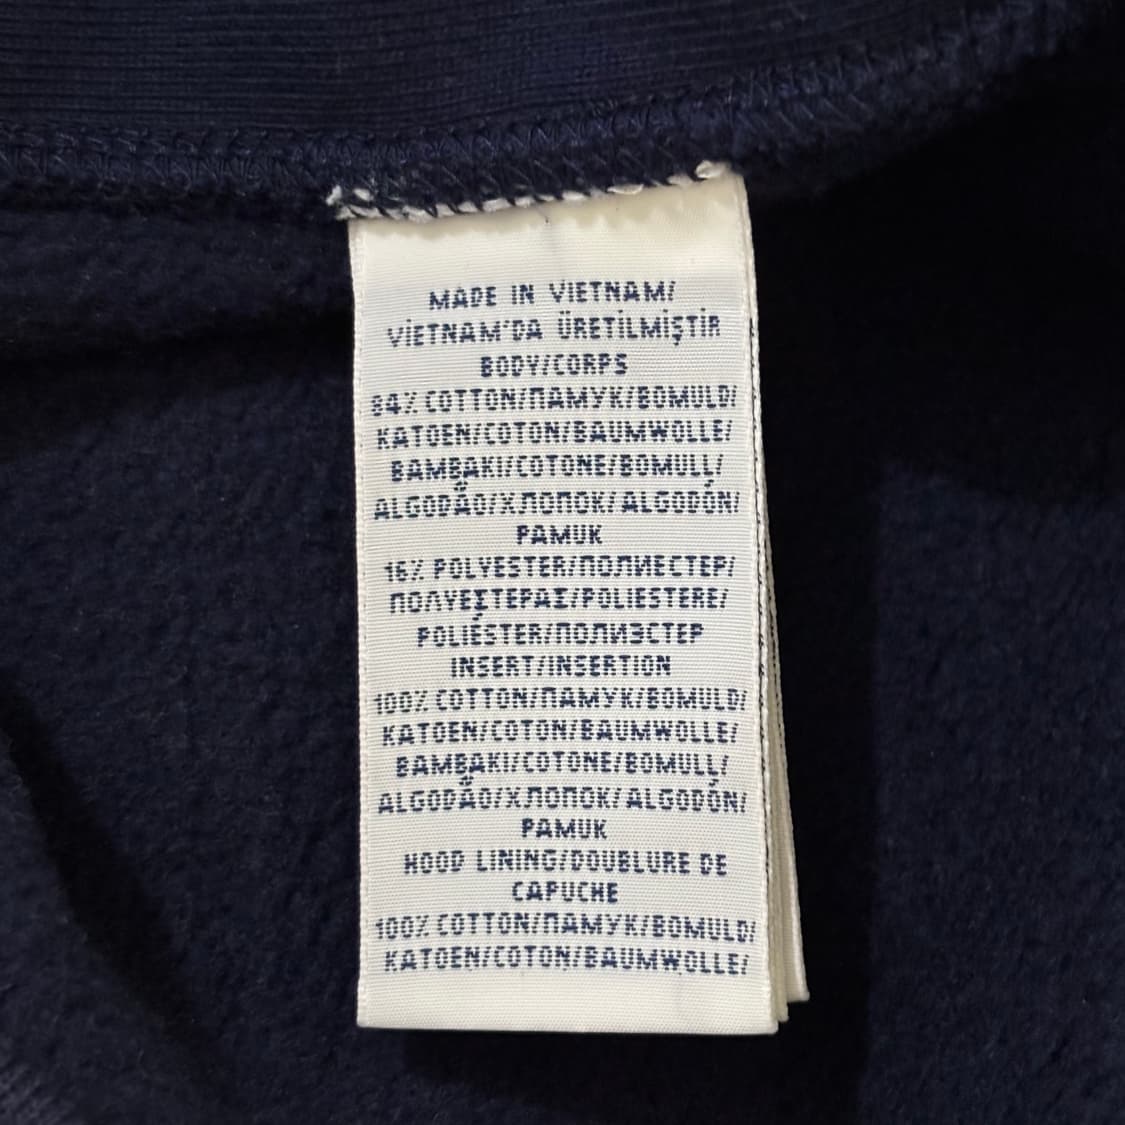 MADE IN VIETNAM/
VİETNAM'DA ÜRETİLMİŞTİR
BODY/CORPS
84% COTTON/ПАМУК/BOMULD/
KATOEN/COTON/BAUMWOLLE/
BAMBAKI/COTONE/BOMULL/
ALGODÃO/ХЛОПОК/ALGODÓN/
PAMUK
16% POLYESTER/ПОЛИЕСТЕР/
ΠΟΛΥΕΣΤΕΡΑΣ/POLIESTERE/
POLIÉSTER/ПОЛИЭСТЕР
INSERT/INSERTION
100% COTTON/ПАМУК/BOMULD/
KATOEN/COTON/BAUMWOLLE/
BAMBAKI/COTONE/BOMULL/
ALGODÃO/ХЛОПОК/ALGODÓN/
PAMUK
HOOD LINING/DOUBLURE DE
CAPUCHE
100% COTTON/ПАМУК/BOMULD/
KATOEN/COTON/BAUMWOLLE/